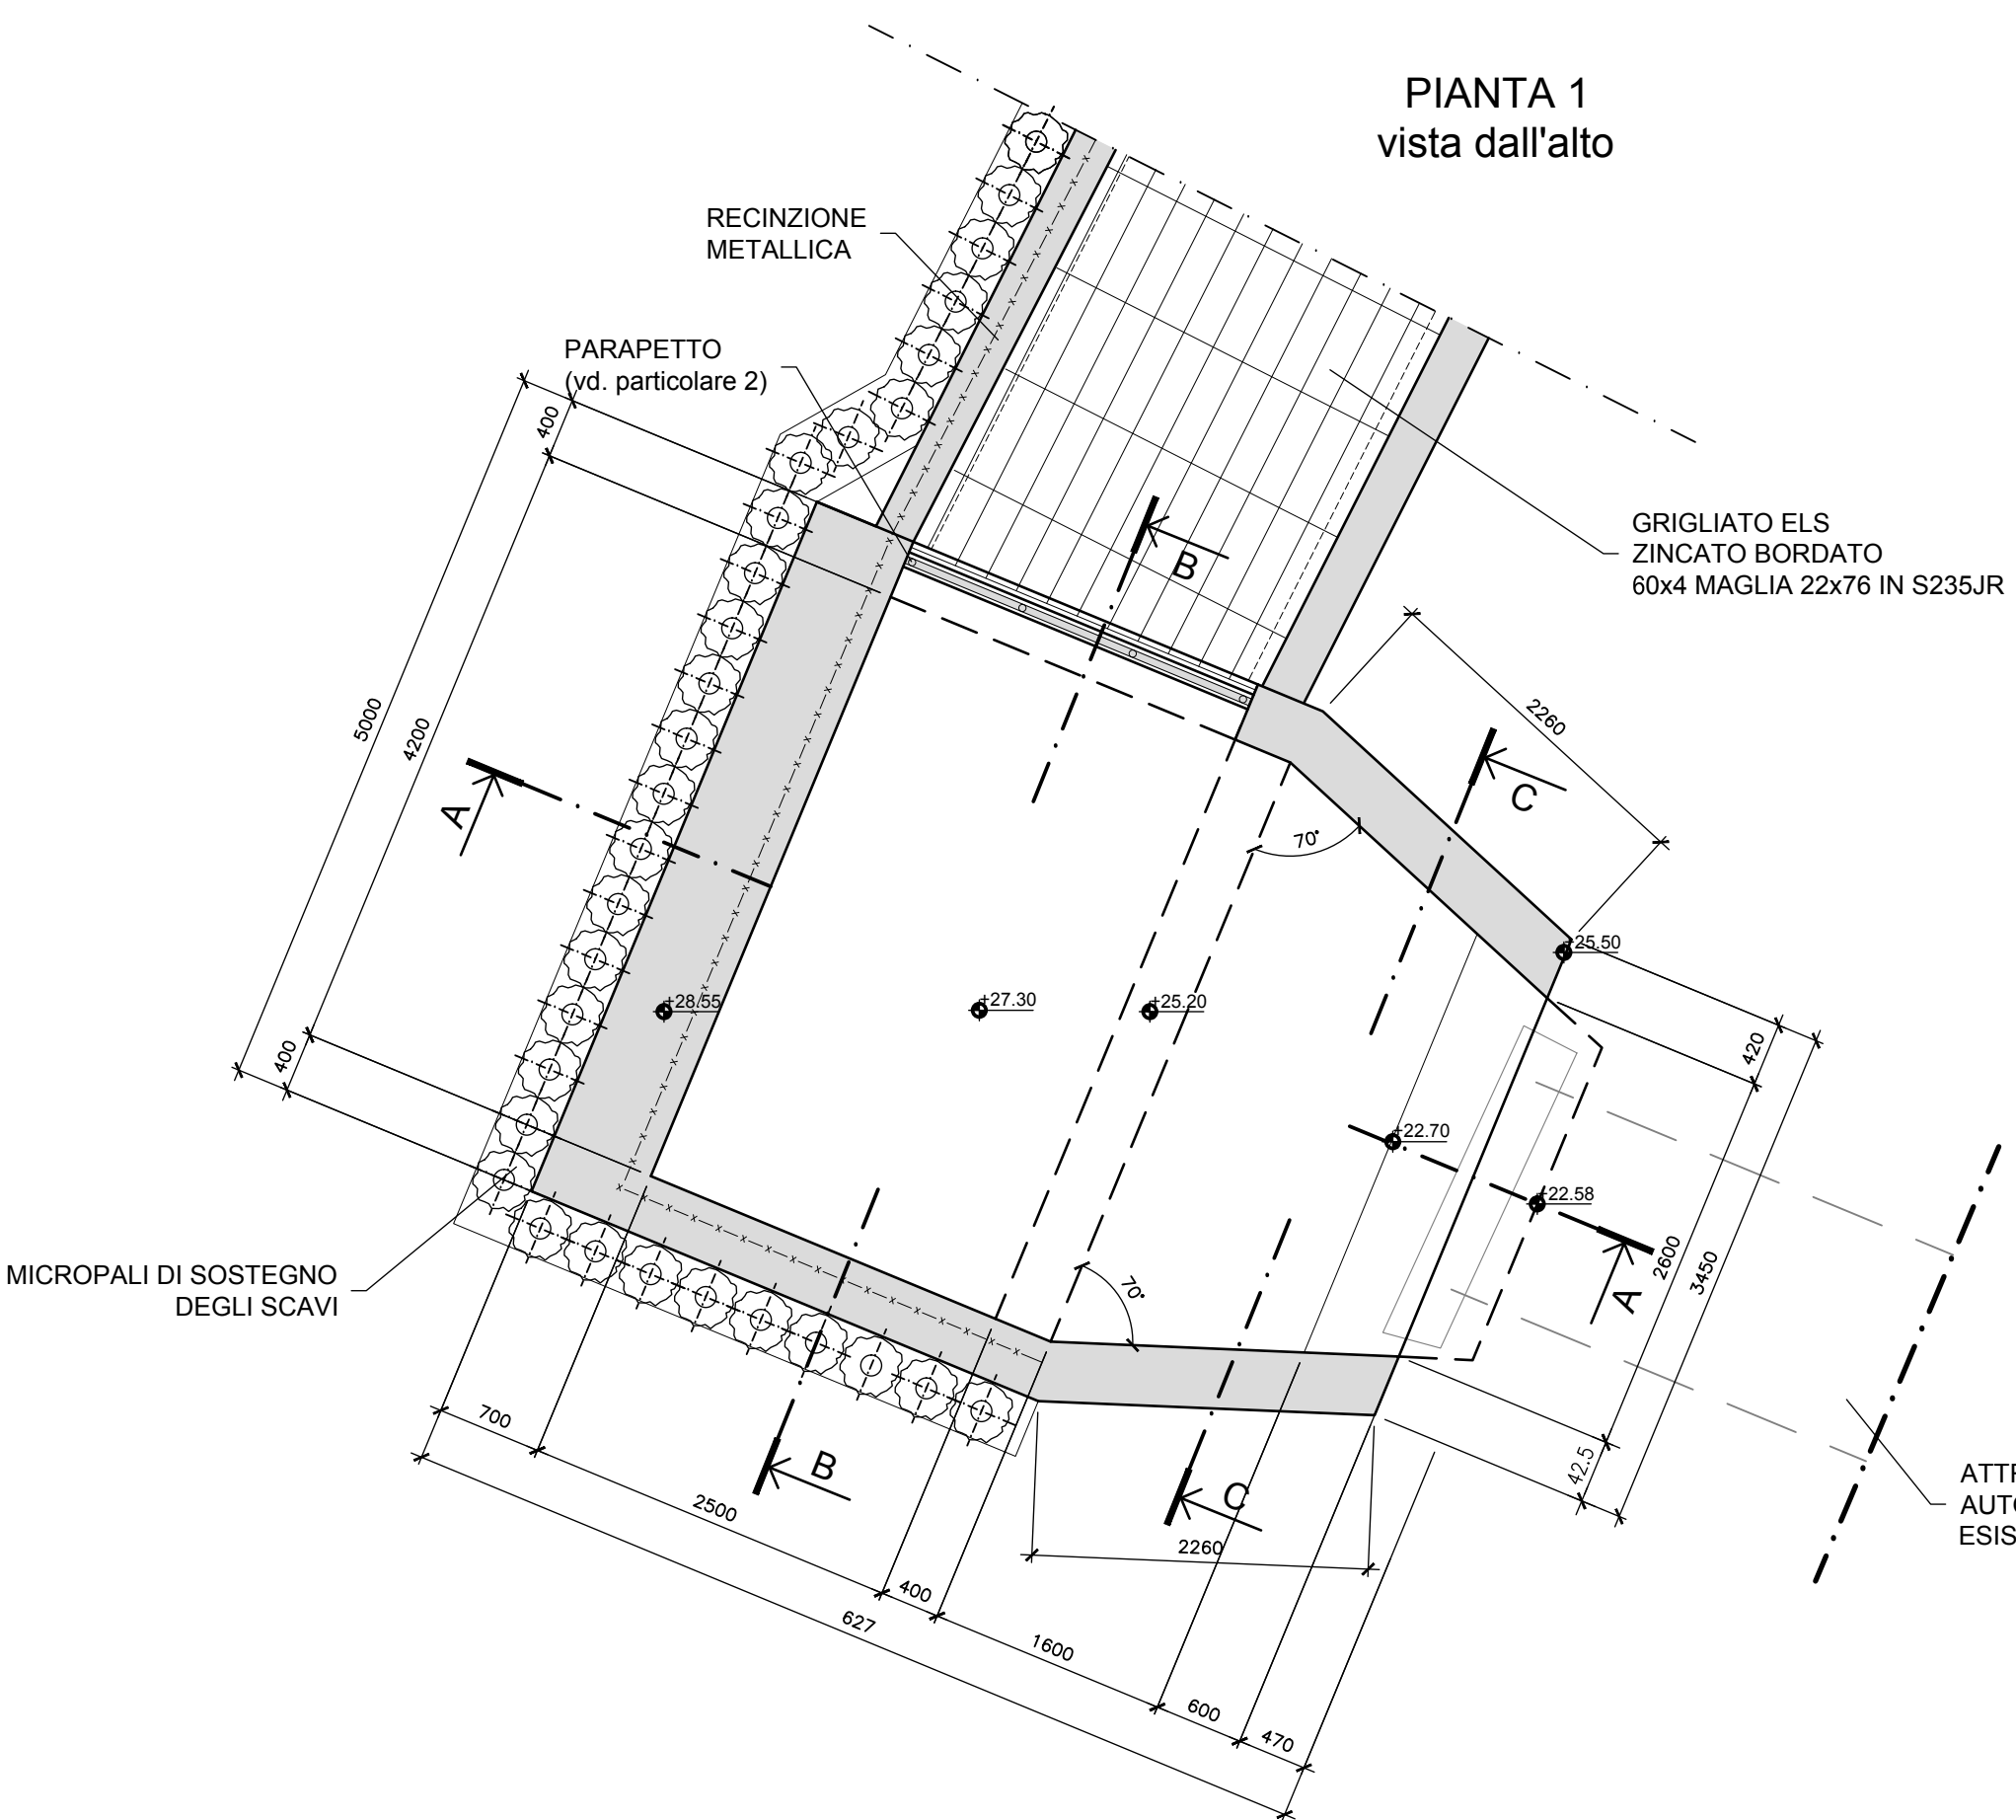 PIANTA 1
vista dall'alto
RECINZIONE
METALLICA
PARAPETTO
(vd. particolare 2)
GRIGLIATO ELS
ZINCATO BORDATO
60x4 MAGLIA 22x76 IN S235JR
400
5000
4200
400
B
2260
C
A
70°
+25.50
+28.55
+27.30
+25.20
420
+22.70
+22.58
2600
3450
A
MICROPALI DI SOSTEGNO
DEGLI SCAVI
70°
700
B
2500
C
42.5
2260
400
627
1600
600
470